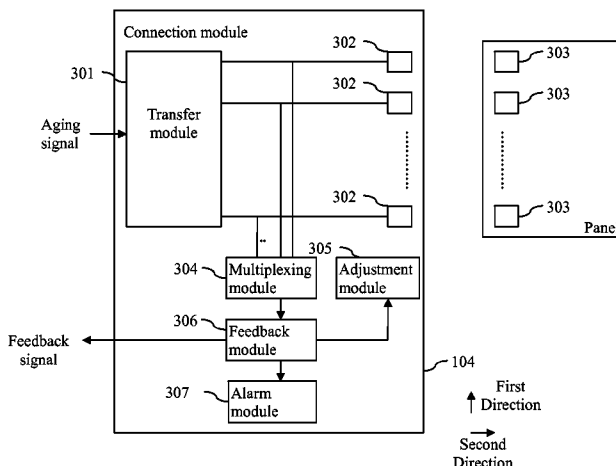 Connection module
302
303
301
302
303
Transfer
module
Aging
signal
302
303
Panel
305
304
Multiplexing
module
Adjustment
module
306
Feedback
module
Feedback
signal
104
307
Alarm
module
First
Direction
Second
Direction